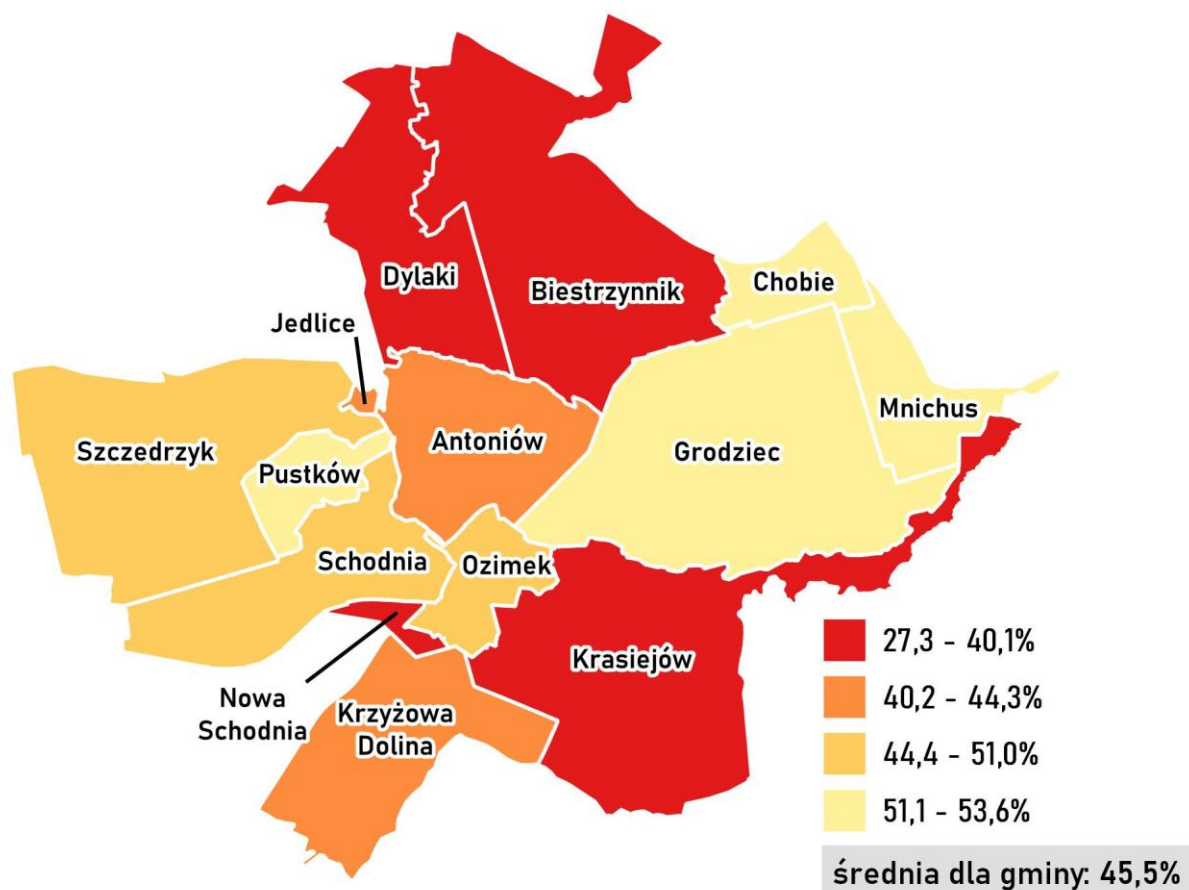 Dylaki
Biestrzynnik
Chobie
Jedlice
Mnichus
Szczedrzyk
Antoniów
Grodziec
Pustków
Schodnia
Ozimek
Krasiejów
Nowa
Schodnia
Krzyżowa
Dolina
27,3 - 40,1%
40,2 - 44,3%
44,4 - 51,0%
51,1 - 53,6%
średnia dla gminy: 45,5%